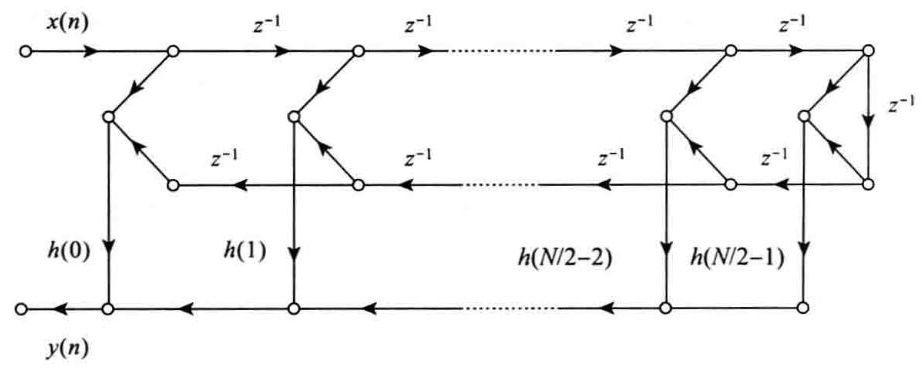 x(n) z⁻¹ z⁻¹ z⁻¹ z⁻¹
z⁻¹
z⁻¹ z⁻¹ z⁻¹ z⁻¹
h(0) h(1) h(N/2−2) h(N/2−1)
y(n)